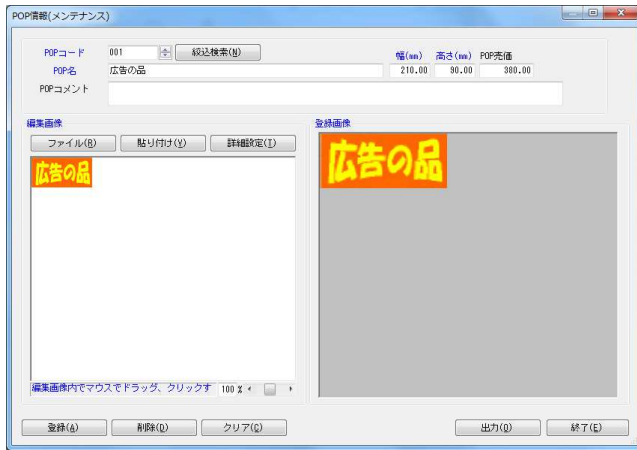 POP情報(メンテナンス)
POPコード 001 絞込検索(N) 幅(mm) 高さ(mm) POP売価
POP名 広告の品 210.00 90.00 380.00
POPコメント
編集画像 登録画像
ファイル(R) 貼り付け(V) 詳細設定(T)
広告の品 広告の品
編集画像内でマウスでドラッグ、クリックす 100 %
登録(A) 削除(D) クリア(C) 出力(O) 終了(E)